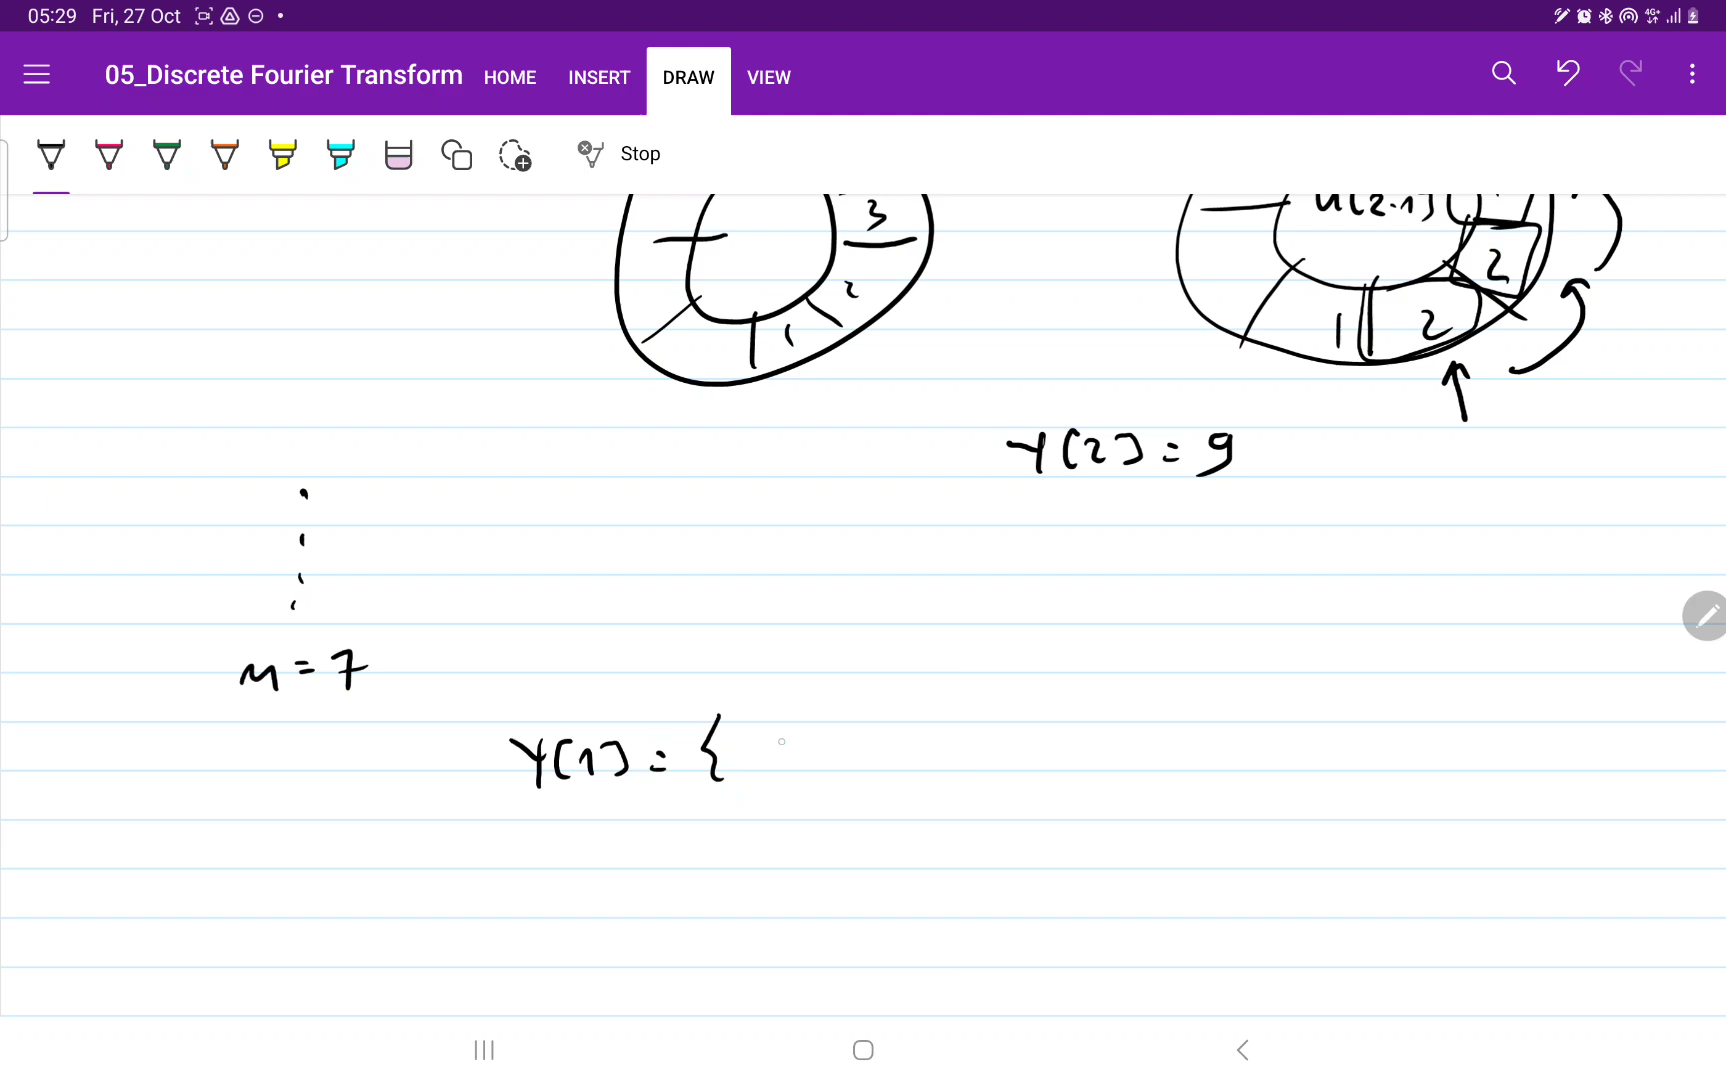 05:29 Fri, 27 Oct 4G+
05_Discrete Fourier Transform HOME INSERT DRAW VIEW
Stop
3
2
1
2
1 2
Y[2] = 9
n = 7
Y[n] = {